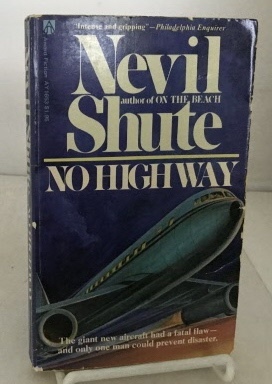 "Intense and gripping"—Philadelphia Enquirer
Nevil
author of ON THE BEACH
Shute
NO HIGHWAY
The giant new aircraft had a fatal flaw—
and only one man could prevent disaster.